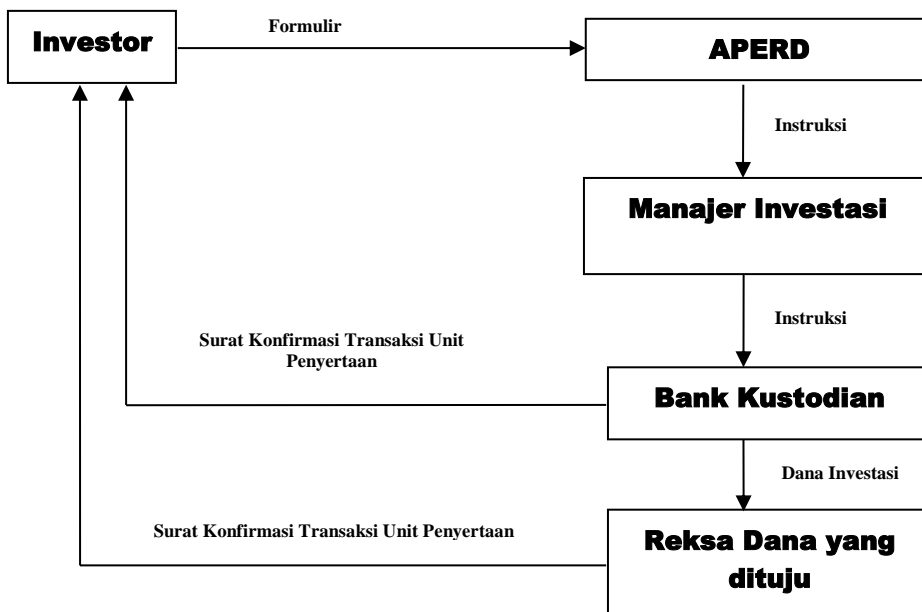 Investor
Formulir
APERD
Instruksi
Manajer Investasi
Instruksi
Surat Konfirmasi Transaksi Unit
Penyertaan
Bank Kustodian
Dana Investasi
Surat Konfirmasi Transaksi Unit Penyertaan
Reksa Dana yang
dituju